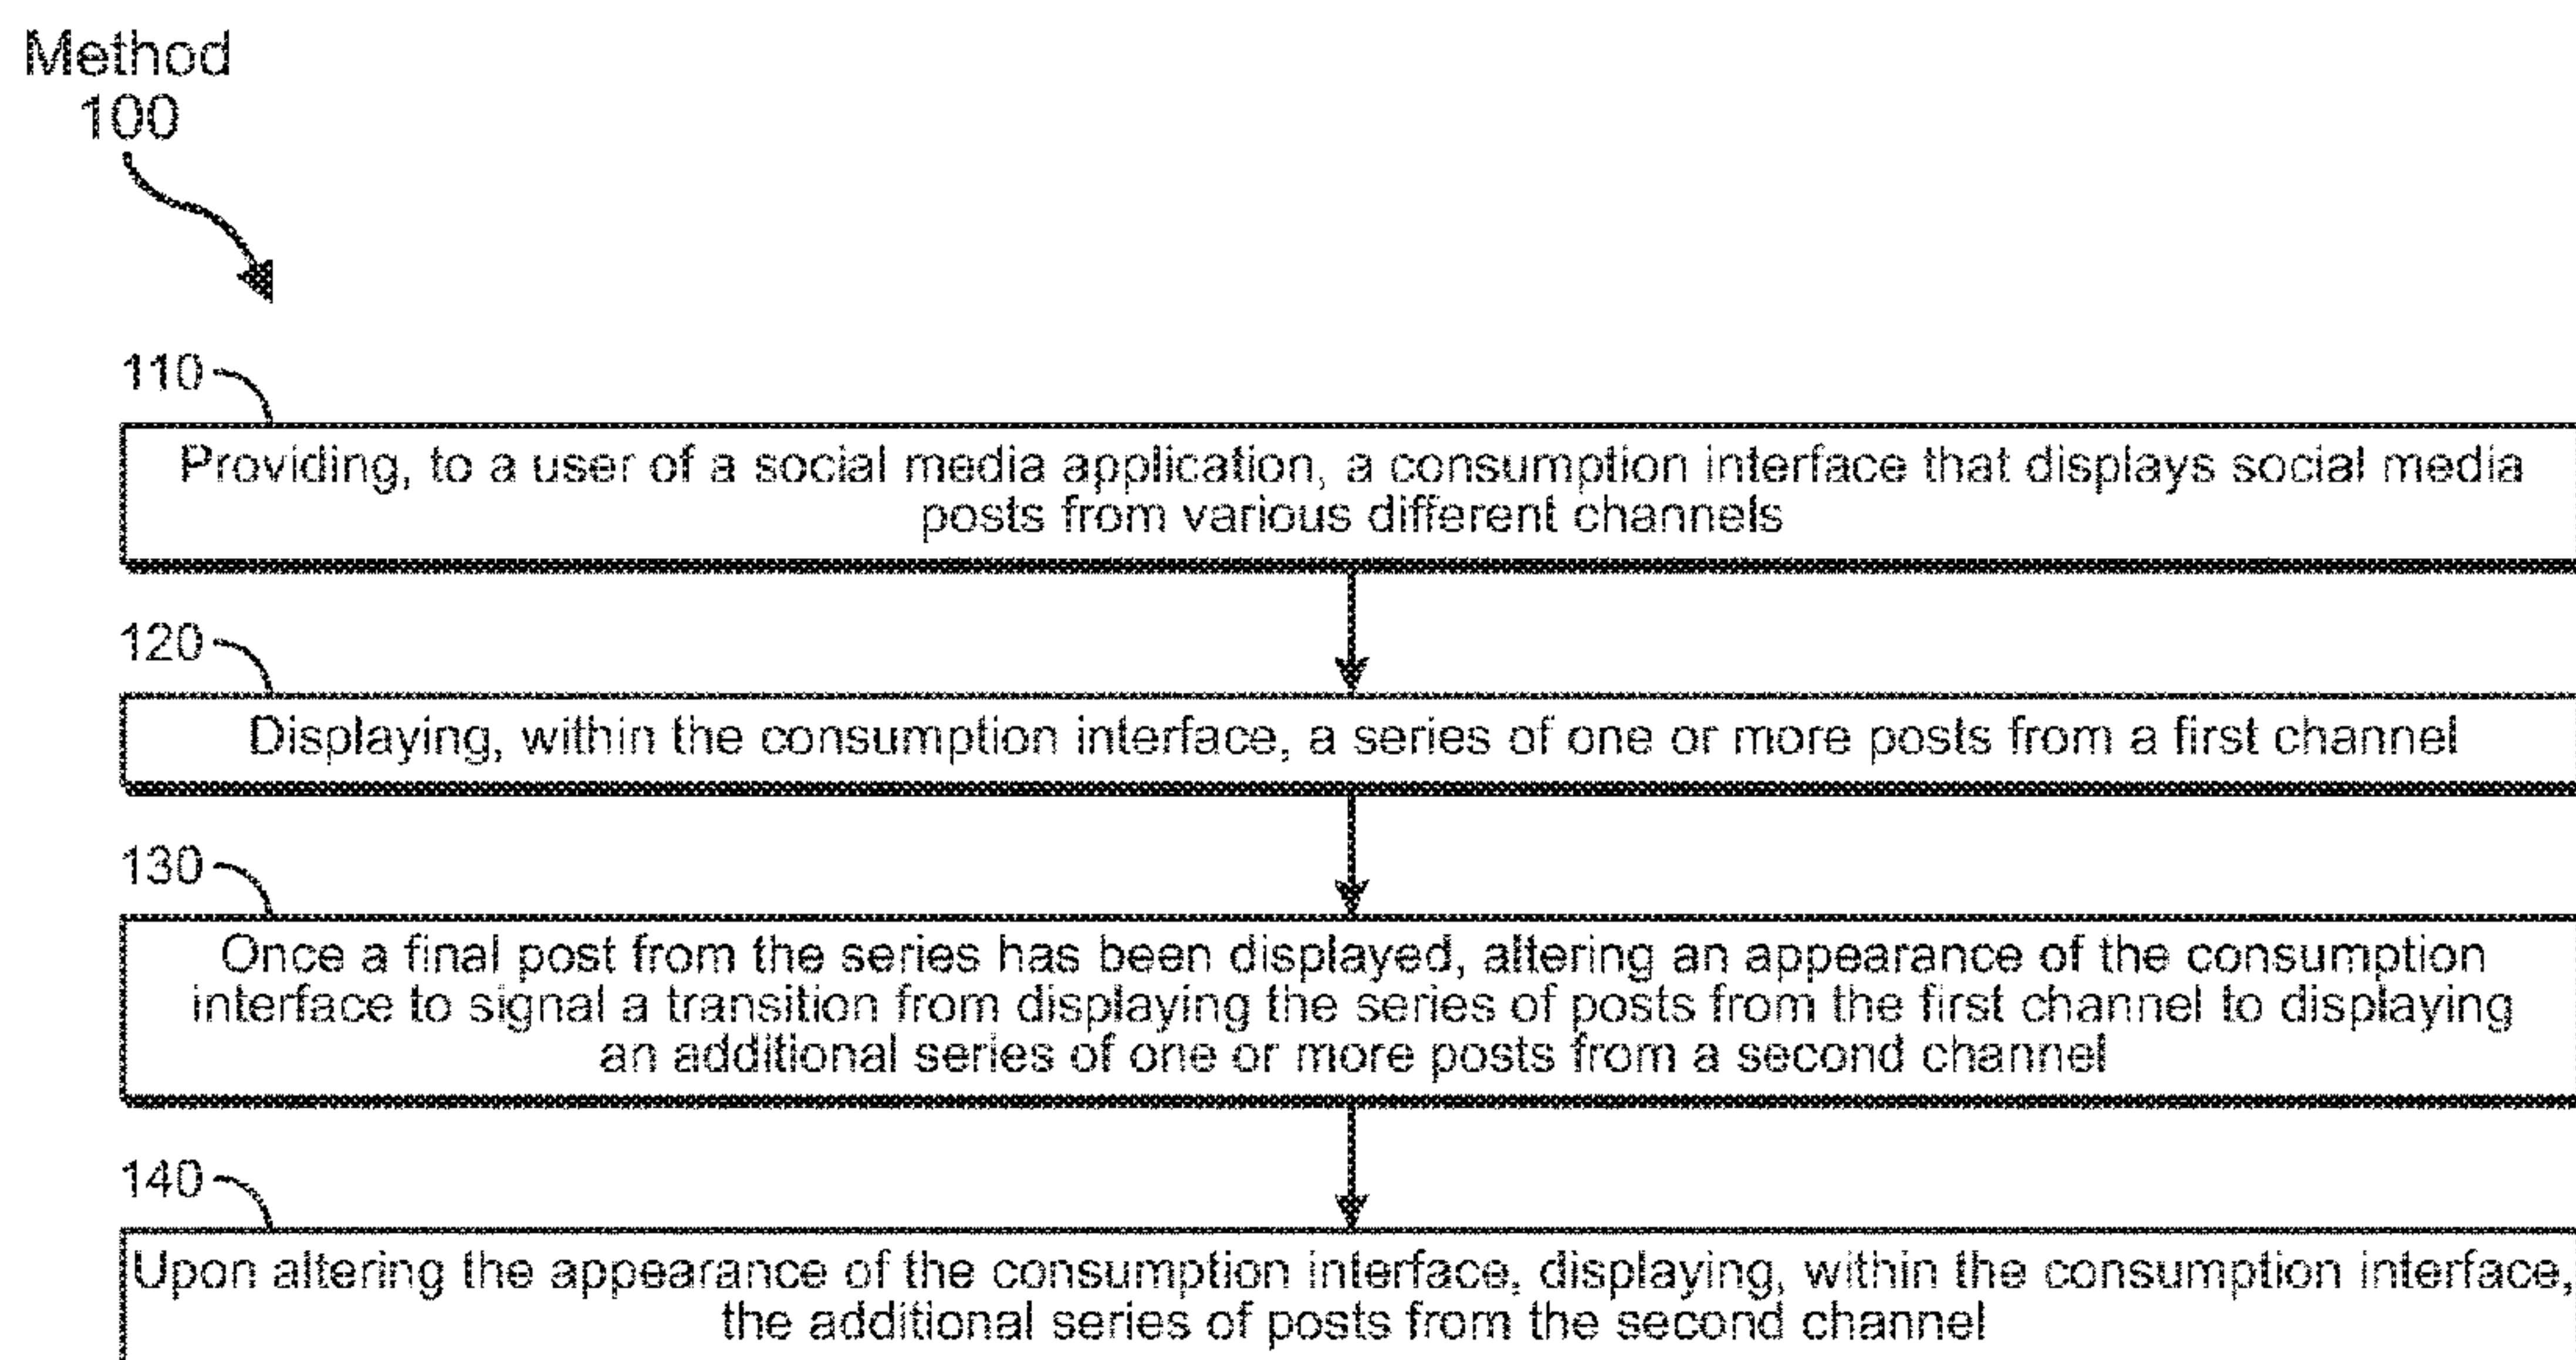 Method
100
110
Providing, to a user of a social media application, a consumption interface that displays social media
posts from various different channels
120
Displaying, within the consumption interface, a series of one or more posts from a first channel
130
Once a final post from the series has been displayed, altering an appearance of the consumption
interface to signal a transition from displaying the series of posts from the first channel to displaying
an additional series of one or more posts from a second channel
140
Upon altering the appearance of the consumption interface, displaying, within the consumption interface,
the additional series of posts from the second channel